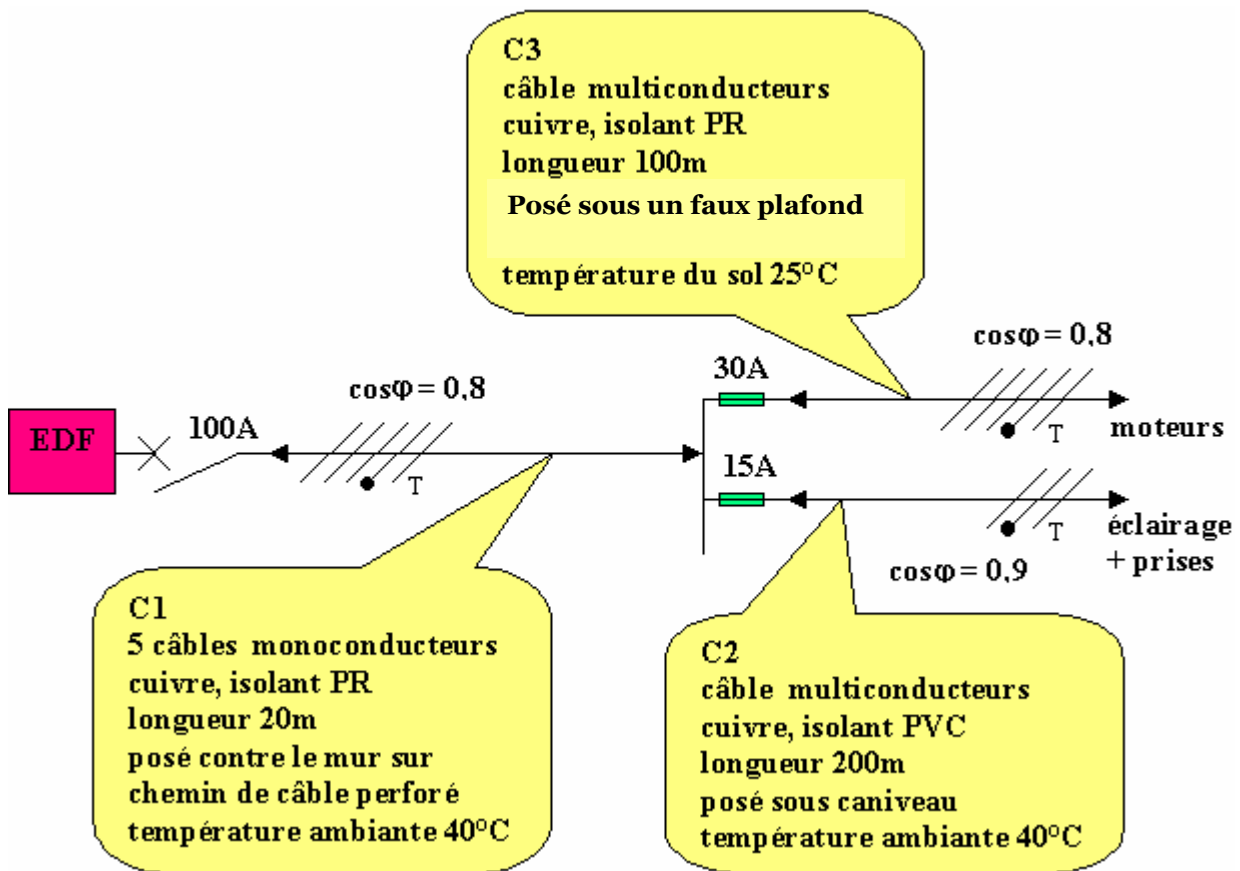 C3
câble multiconducteurs
cuivre, isolant PR
longueur 100m
Posé sous un faux plafond
température du sol 25°C
cosφ = 0,8
30A
cosφ = 0,8
EDF
100A
T
T
moteurs
15A
T
éclairage
+ prises
cosφ = 0,9
C1
5 câbles monoconducteurs
cuivre, isolant PR
longueur 20m
posé contre le mur sur
chemin de câble perforé
température ambiante 40°C
C2
câble multiconducteurs
cuivre, isolant PVC
longueur 200m
posé sous caniveau
température ambiante 40°C